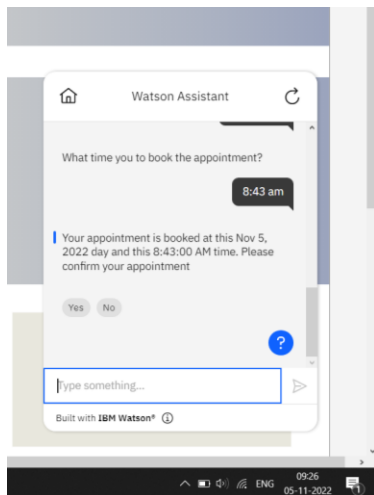 Watson Assistant
What time you to book the appointment?
8:43 am
Your appointment is booked at this Nov 5,
2022 day and this 8:43:00 AM time. Please
confirm your appointment
Yes No
?
Type something...
Built with IBM Watson®
ENG 09:26
05-11-2022 1